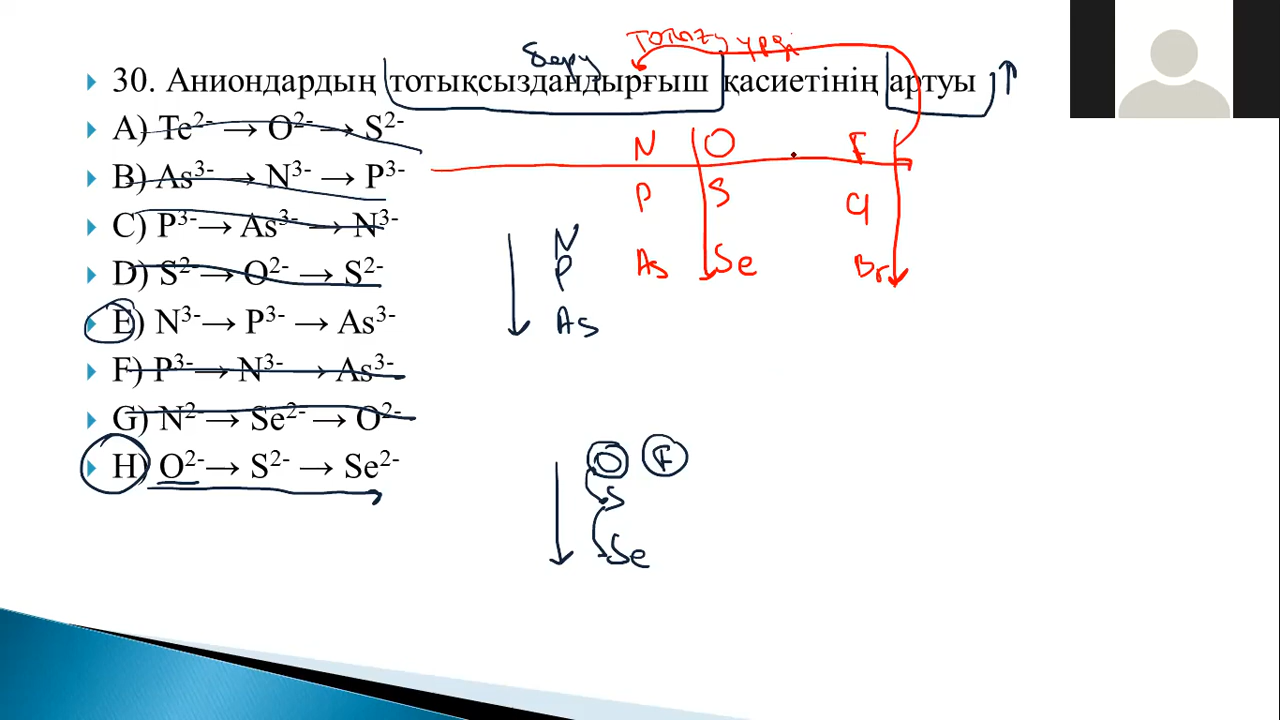 беру
30. Аниондардың тотықсыздандырғыш қасиетінің артуы
A) Te²⁻ → O²⁻ → S²⁻
B) As³⁻ → N³⁻ → P³⁻
C) P³⁻ → As³⁻ → N³⁻
D) S²⁻ → O²⁻ → S²⁻
E) N³⁻ → P³⁻ → As³⁻
F) P³⁻ → N³⁻ → As³⁻
G) N²⁻ → Se²⁻ → O²⁻
H) O²⁻ → S²⁻ → Se²⁻
N O F
P S Cl
As Se Br
N
P
As
O F
S
Se